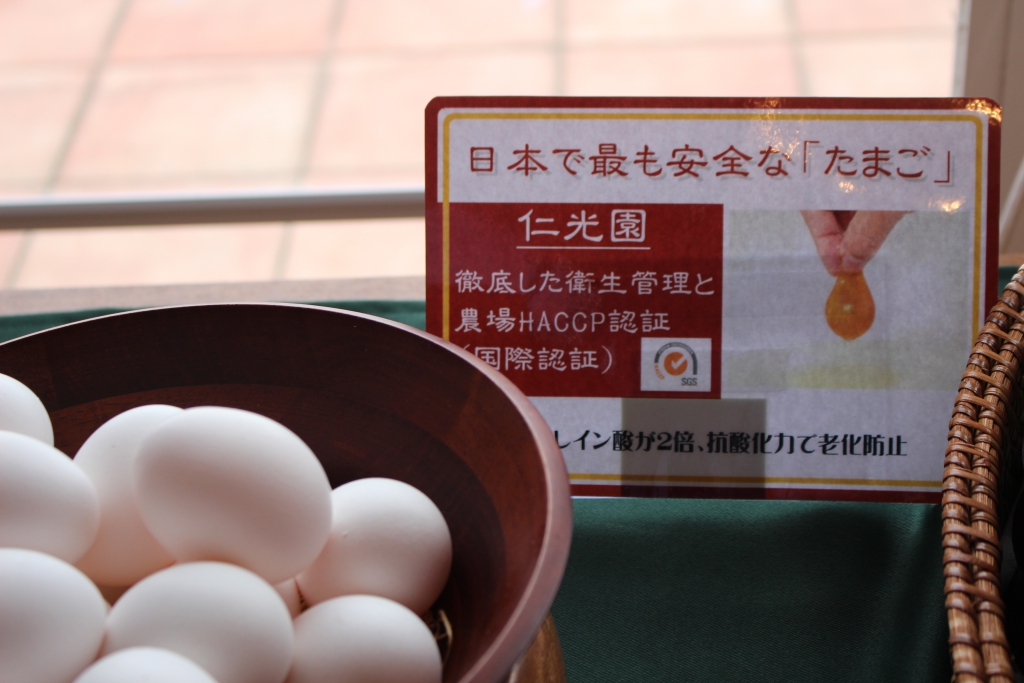 日本で最も安全な「たまご」
仁光園
徹底した衛生管理と
農場HACCP認証
(国際認証)
SGS
レイン酸が2倍、抗酸化力で老化防止